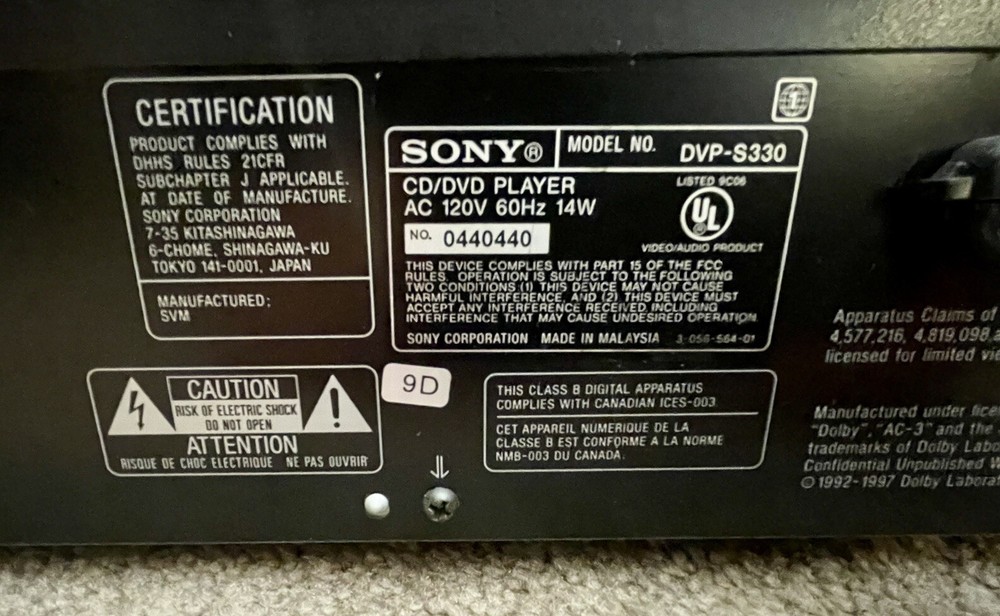 CERTIFICATION
PRODUCT COMPLIES WITH
DHHS RULES 21CFR
SUBCHAPTER J APPLICABLE.
AT DATE OF MANUFACTURE.
SONY CORPORATION
7-35 KITASHINAGAWA
6-CHOME, SHINAGAWA-KU
TOKYO 141-0001, JAPAN
MANUFACTURED:
SVM
1
SONY® MODEL NO. DVP-S330
CD/DVD PLAYER
AC 120V 60Hz 14W
NO. 0440440
LISTED 9C06
UL
VIDEO/AUDIO PRODUCT
THIS DEVICE COMPLIES WITH PART 15 OF THE FCC
RULES. OPERATION IS SUBJECT TO THE FOLLOWING
TWO CONDITIONS:(1) THIS DEVICE MAY NOT CAUSE
HARMFUL INTERFERENCE, AND (2) THIS DEVICE MUST
ACCEPT ANY INTERFERENCE RECEIVED, INCLUDING
INTERFERENCE THAT MAY CAUSE UNDESIRED OPERATION.
SONY CORPORATION MADE IN MALAYSIA 3-056-564-01
CAUTION
RISK OF ELECTRIC SHOCK
DO NOT OPEN
ATTENTION
RISQUE DE CHOC ELECTRIQUE NE PAS OUVRIR
9D
THIS CLASS B DIGITAL APPARATUS
COMPLIES WITH CANADIAN ICES-003.
CET APPAREIL NUMERIQUE DE LA
CLASSE B EST CONFORME A LA NORME
NMB-003 DU CANADA.
Apparatus Claims of
4,577,216, 4,819,098,
licensed for limited
Manufactured under
"Dolby", "AC-3" and the
trademarks of Dolby
Confidential Unpublished
©1992-1997 Dolby